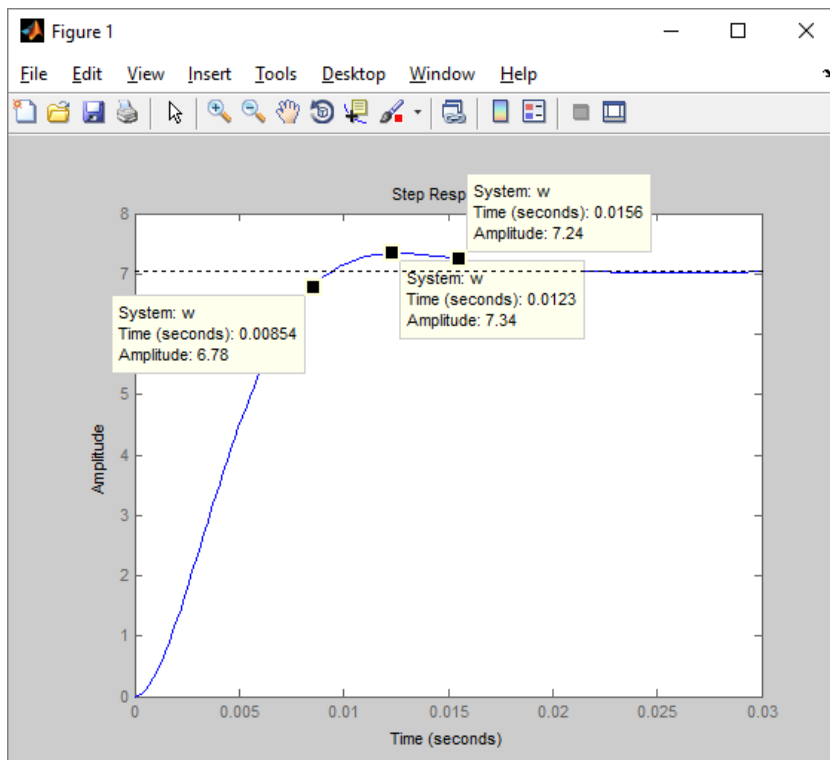 Figure 1
File Edit View Insert Tools Desktop Window Help
Step Resp
System: w
Time (seconds): 0.0156
Amplitude: 7.24
System: w
Time (seconds): 0.0123
Amplitude: 7.34
System: w
Time (seconds): 0.00854
Amplitude: 6.78
8
7
5
4
3
2
1
0
Amplitude
0 0.005 0.01 0.015 0.02 0.025 0.03
Time (seconds)